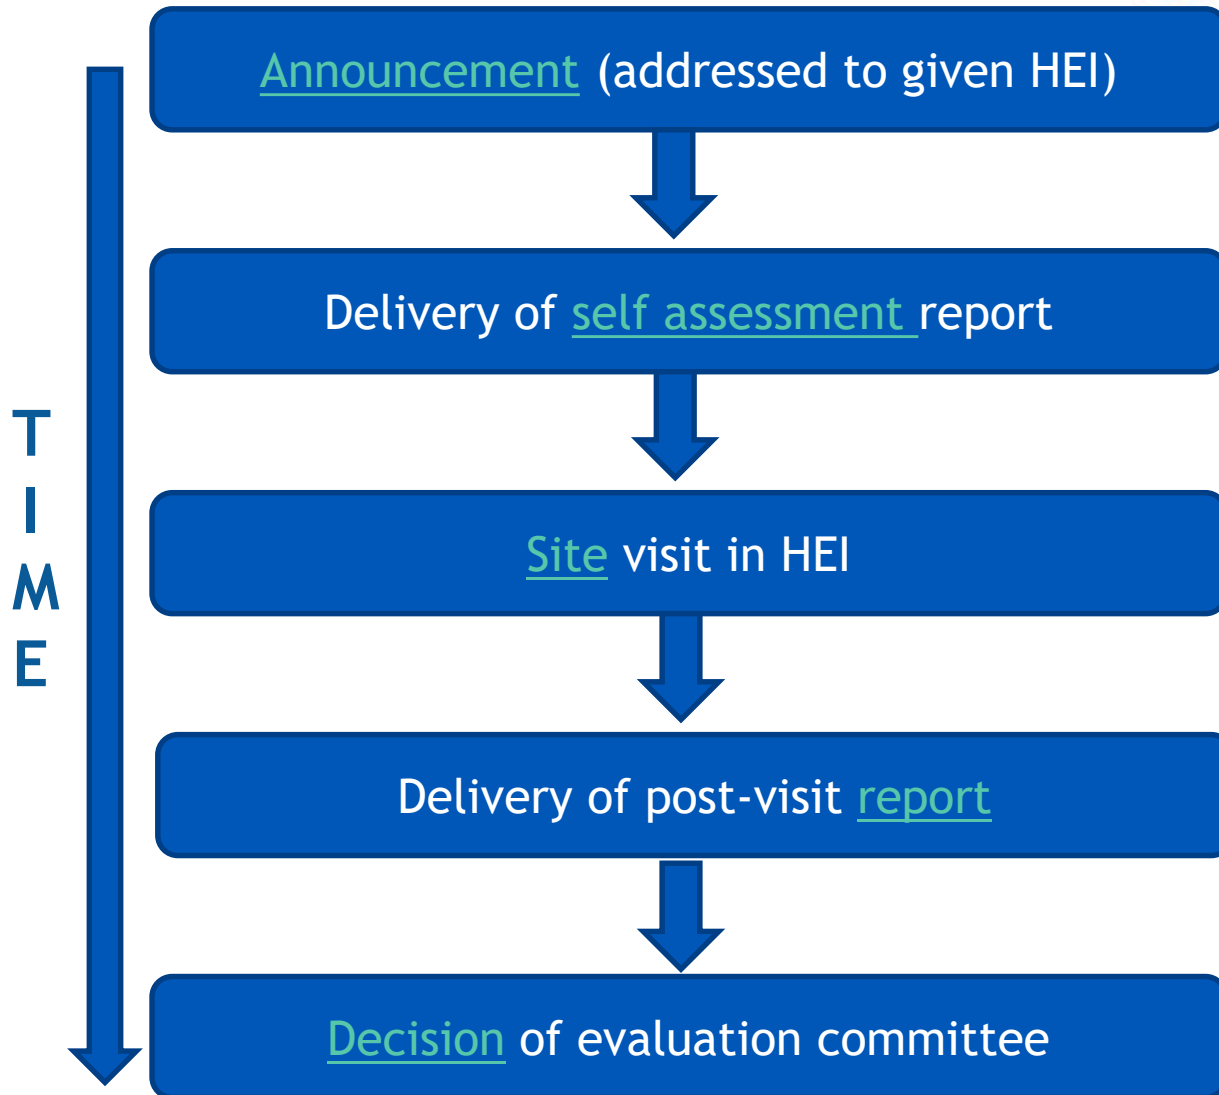 Announcement (addressed to given HEI)
Delivery of self assessment report
Site visit in HEI
Delivery of post-visit report
Decision of evaluation committee
T
I
M
E